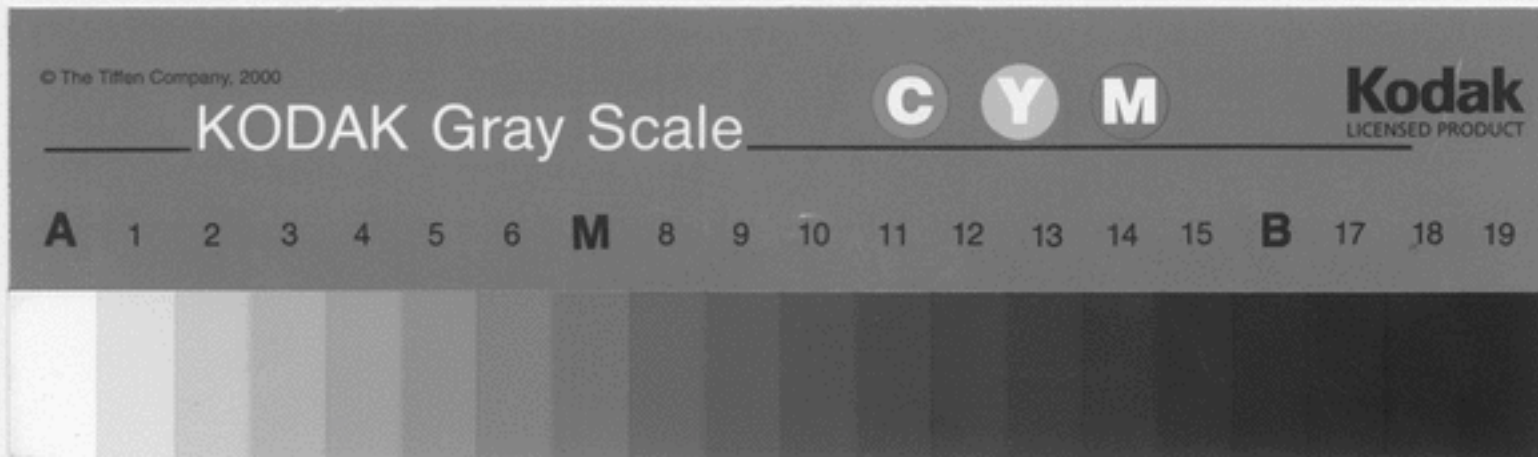 © The Tiffen Company, 2000
KODAK Gray Scale
C Y M
Kodak
LICENSED PRODUCT
A 1 2 3 4 5 6 M 8 9 10 11 12 13 14 15 B 17 18 19